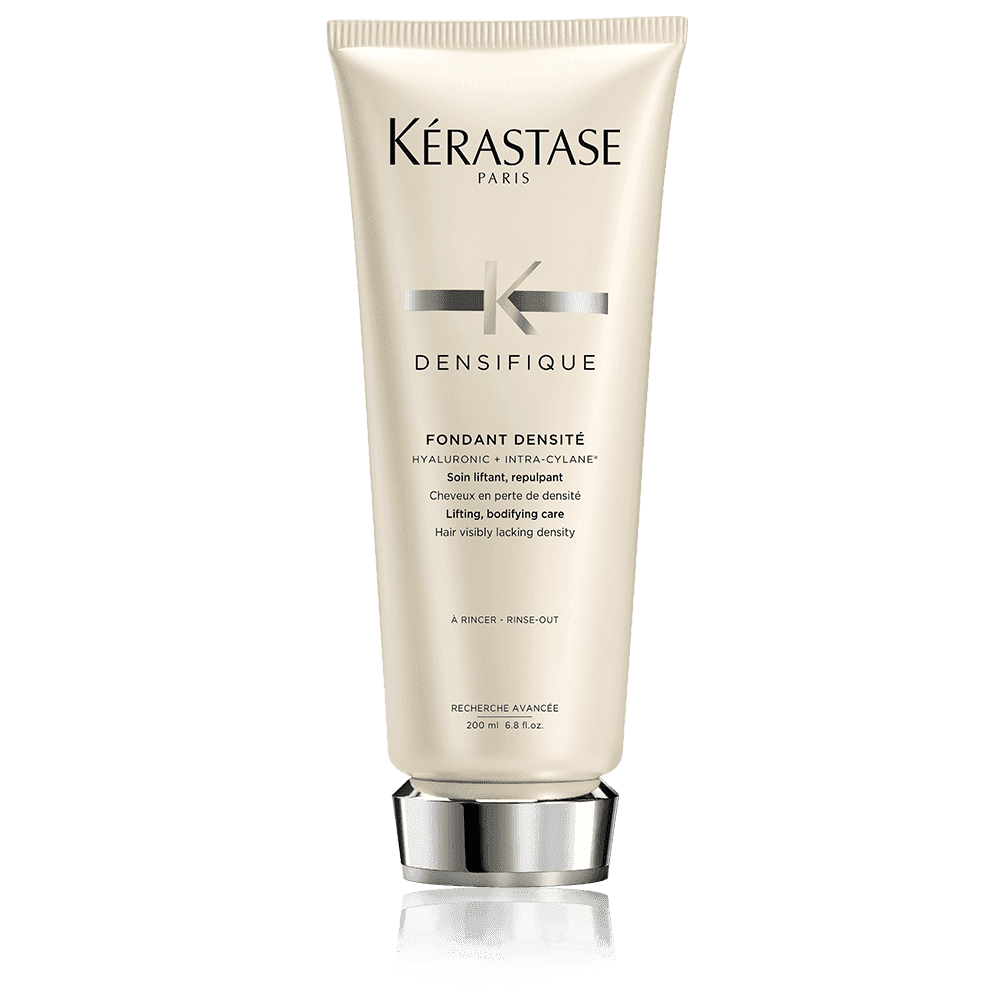 KÉRASTASE
PARIS
K
DENSIFIQUE
FONDANT DENSITÉ
HYALURONIC + INTRA-CYLANE®
Soin liftant, repulpant
Cheveux en perte de densité
Lifting, bodifying care
Hair visibly lacking density
À RINCER - RINSE-OUT
RECHERCHE AVANCÉE
200 ml 6.8 fl.oz.